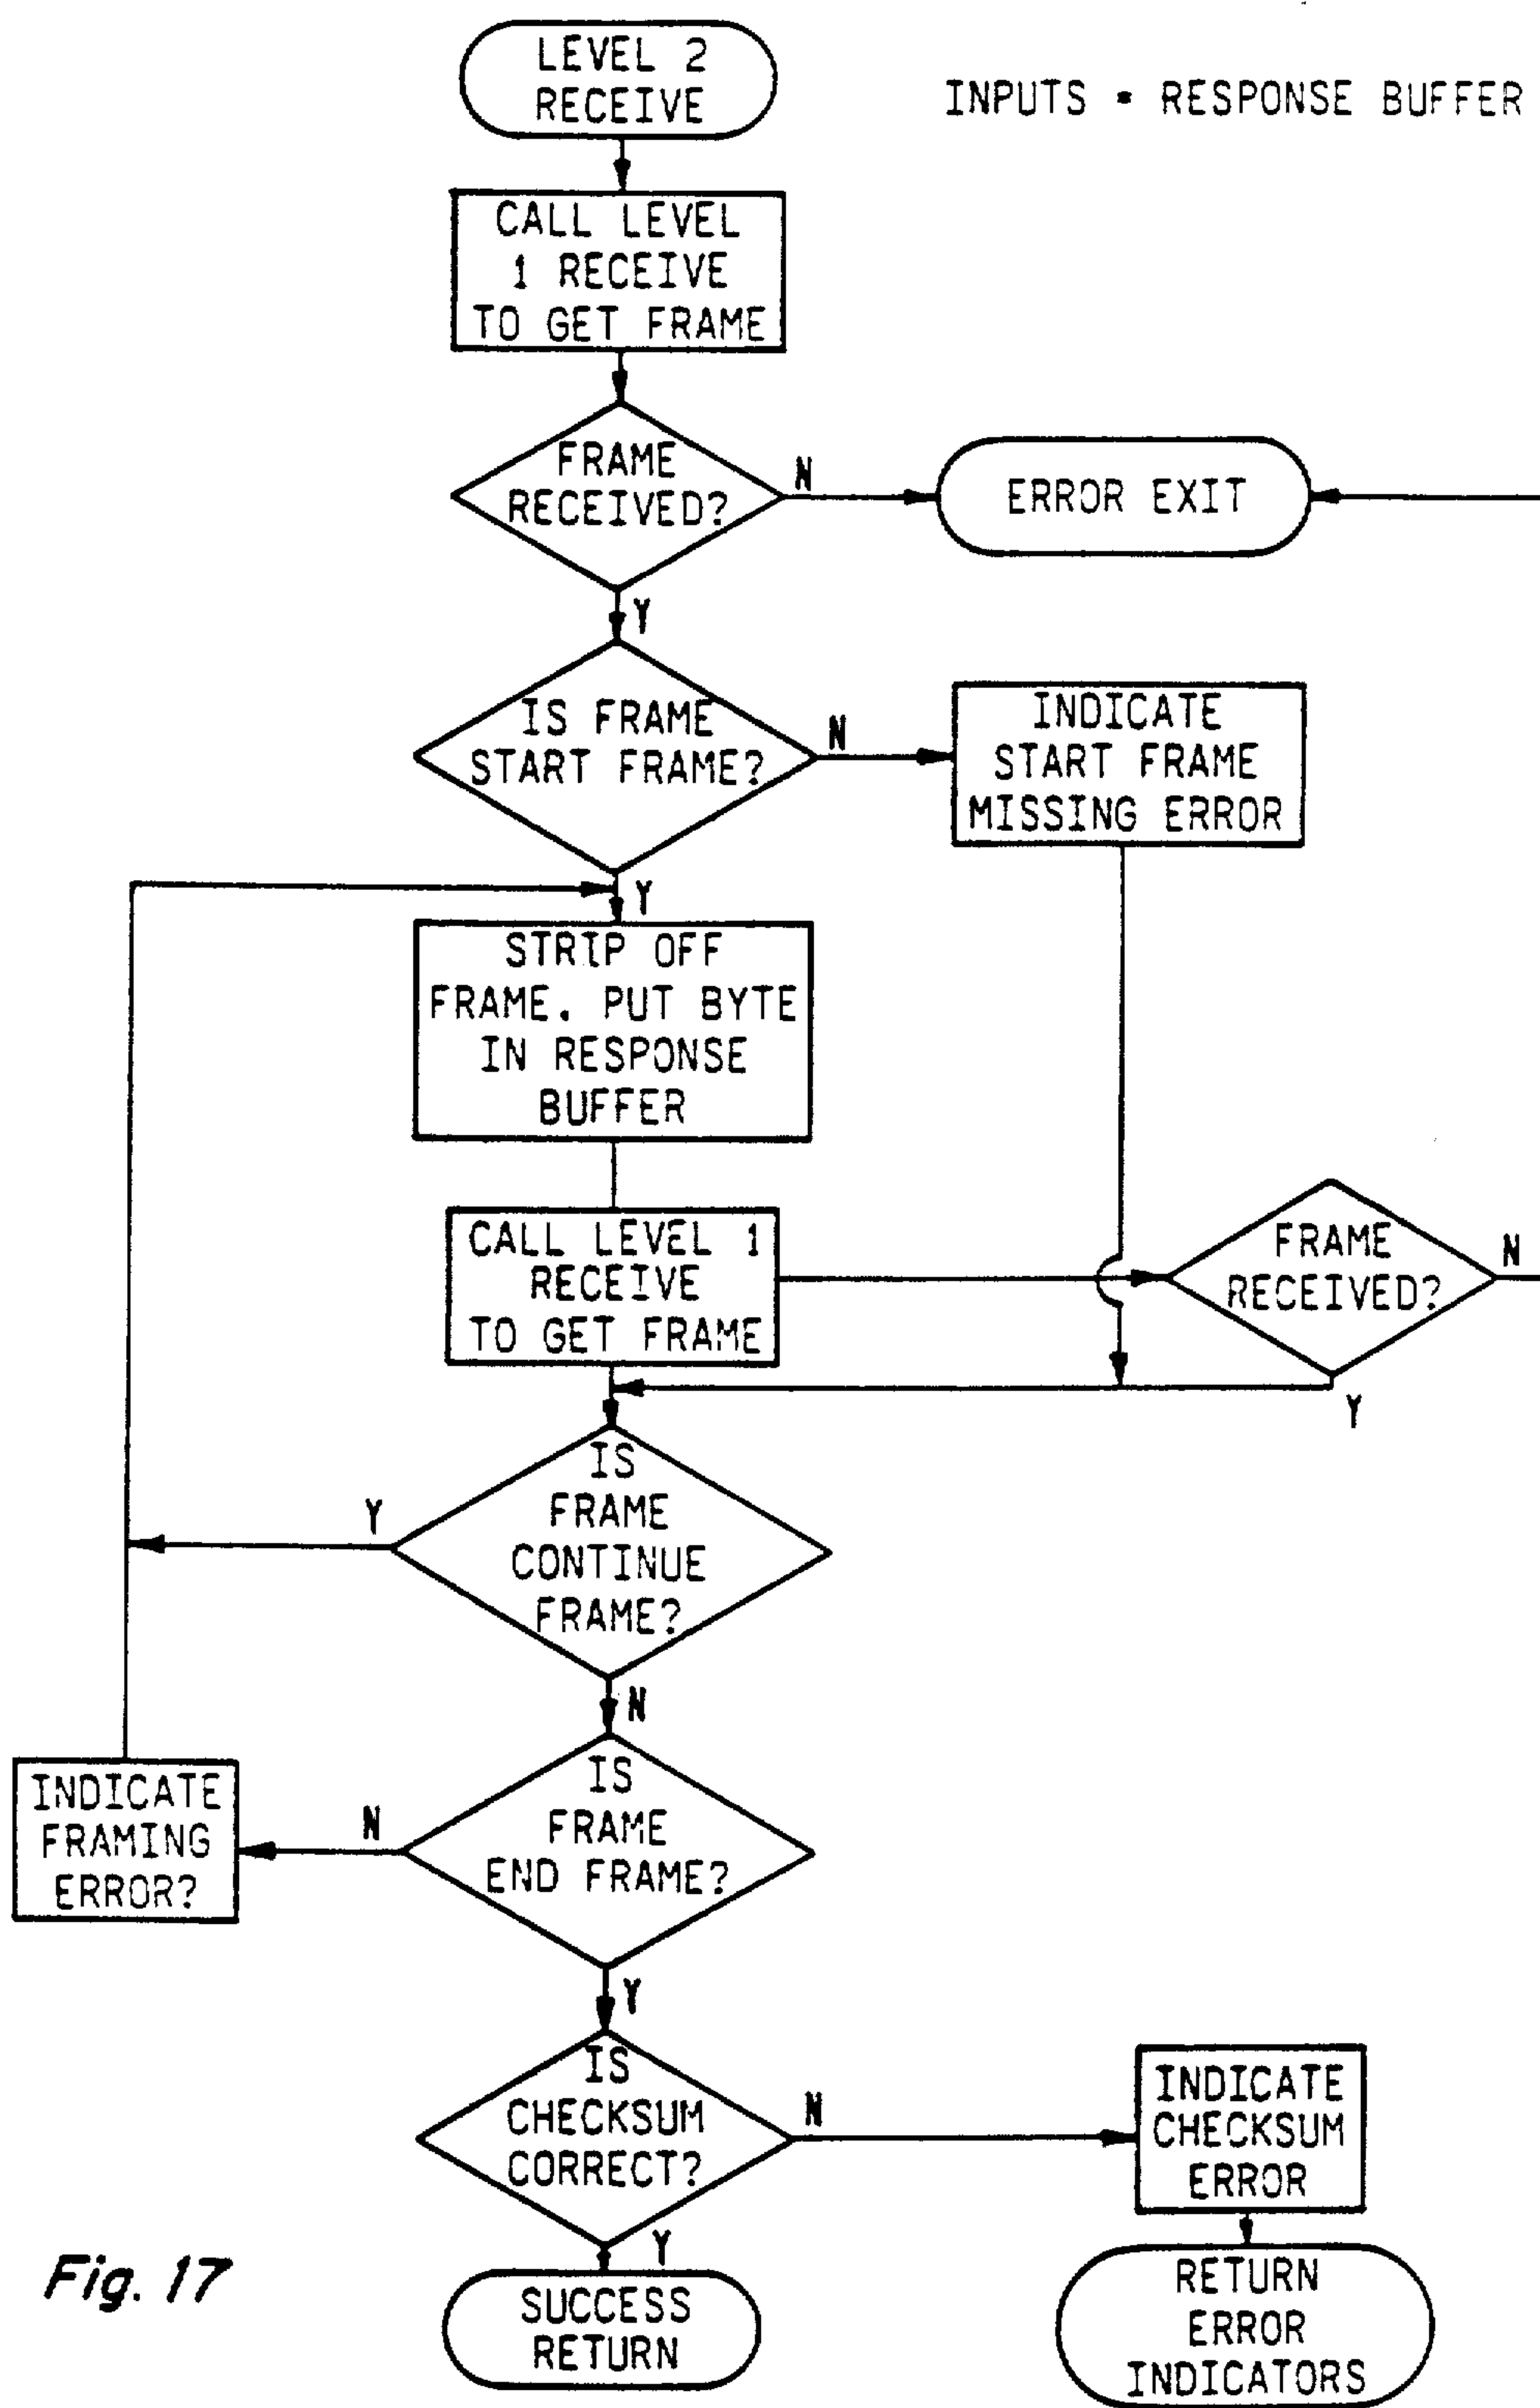 LEVEL 2
RECEIVE
INPUTS = RESPONSE BUFFER
CALL LEVEL
1 RECEIVE
TO GET FRAME
FRAME
RECEIVED?
N
ERROR EXIT
Y
IS FRAME
START FRAME?
N
INDICATE
START FRAME
MISSING ERROR
Y
STRIP OFF
FRAME. PUT BYTE
IN RESPONSE
BUFFER
CALL LEVEL 1
RECEIVE
TO GET FRAME
FRAME
RECEIVED?
N
Y
IS
FRAME
CONTINUE
FRAME?
Y
N
IS
FRAME
END FRAME?
N
INDICATE
FRAMING
ERROR?
Y
IS
CHECKSUM
CORRECT?
N
INDICATE
CHECKSUM
ERROR
Y
SUCCESS
RETURN
RETURN
ERROR
INDICATORS
Fig. 17